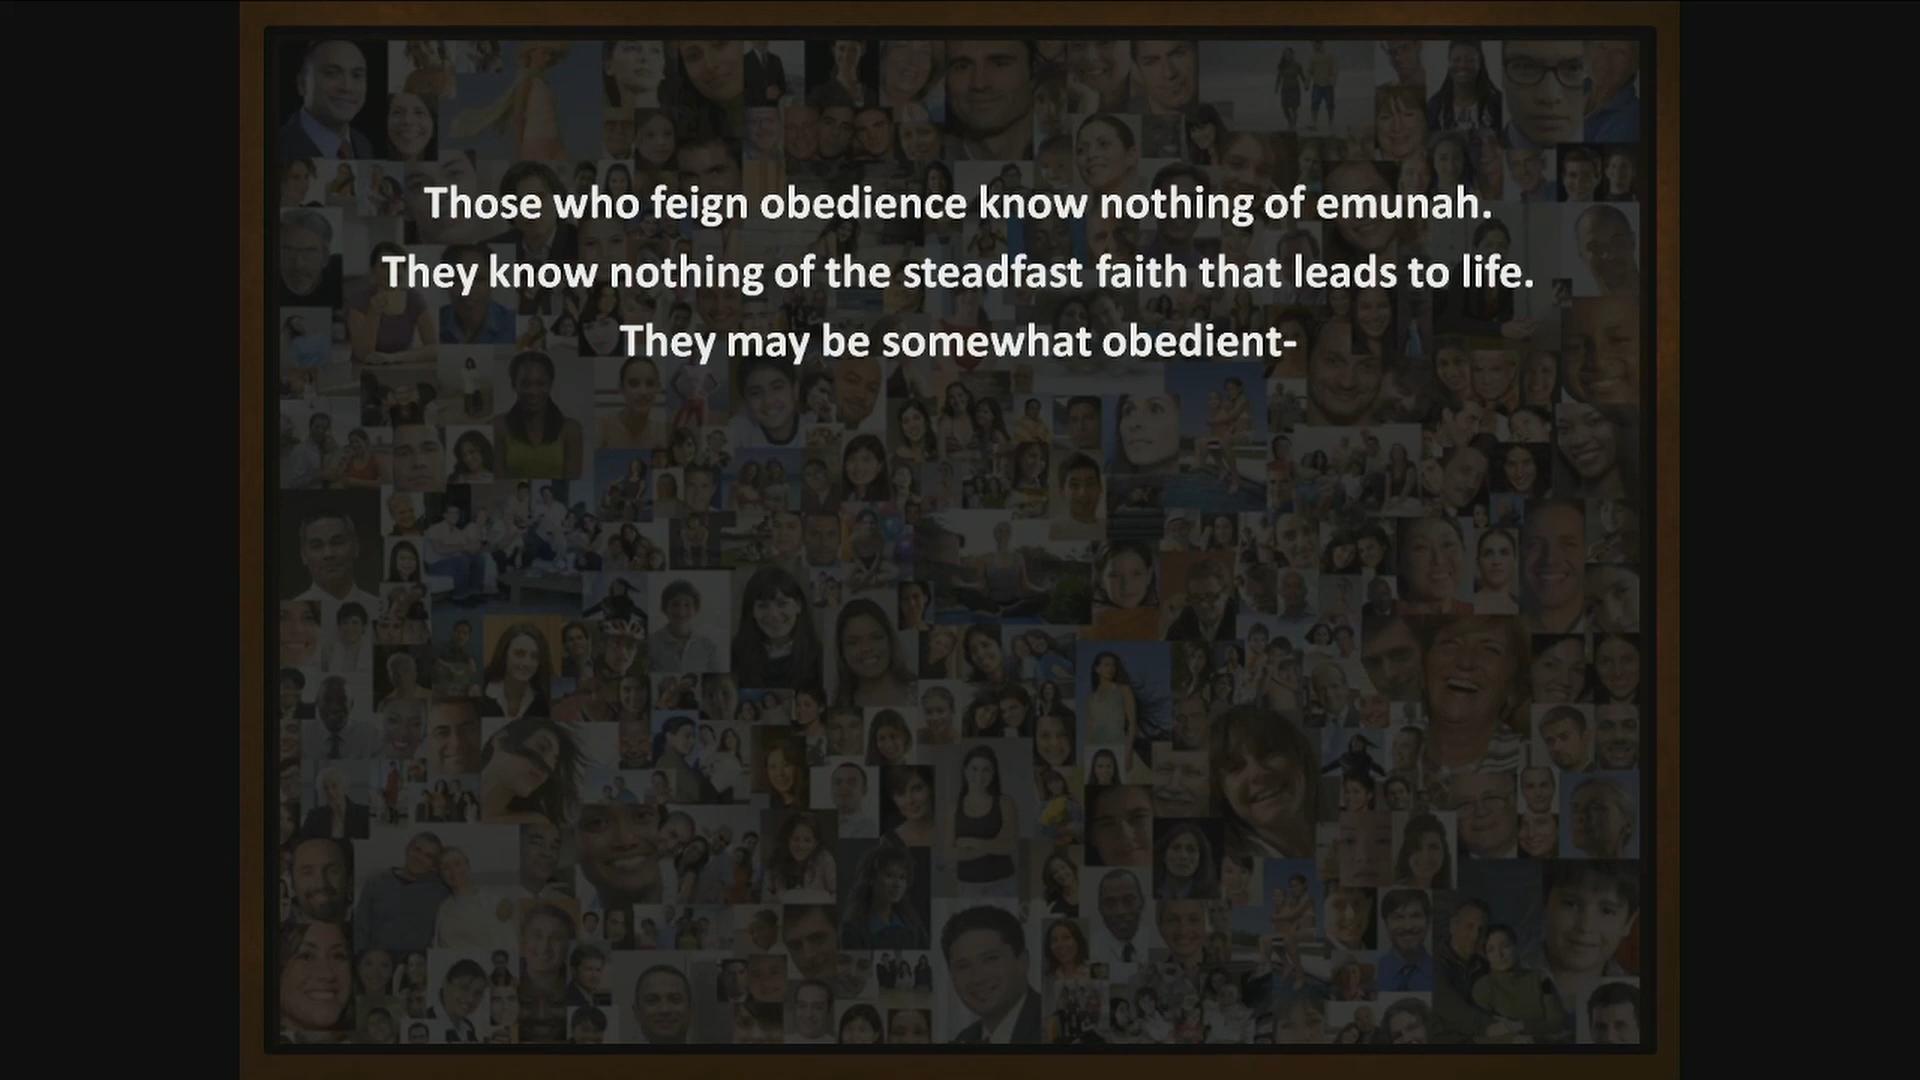 Those who feign obedience know nothing of emunah.
They know nothing of the steadfast faith that leads to life.
They may be somewhat obedient-